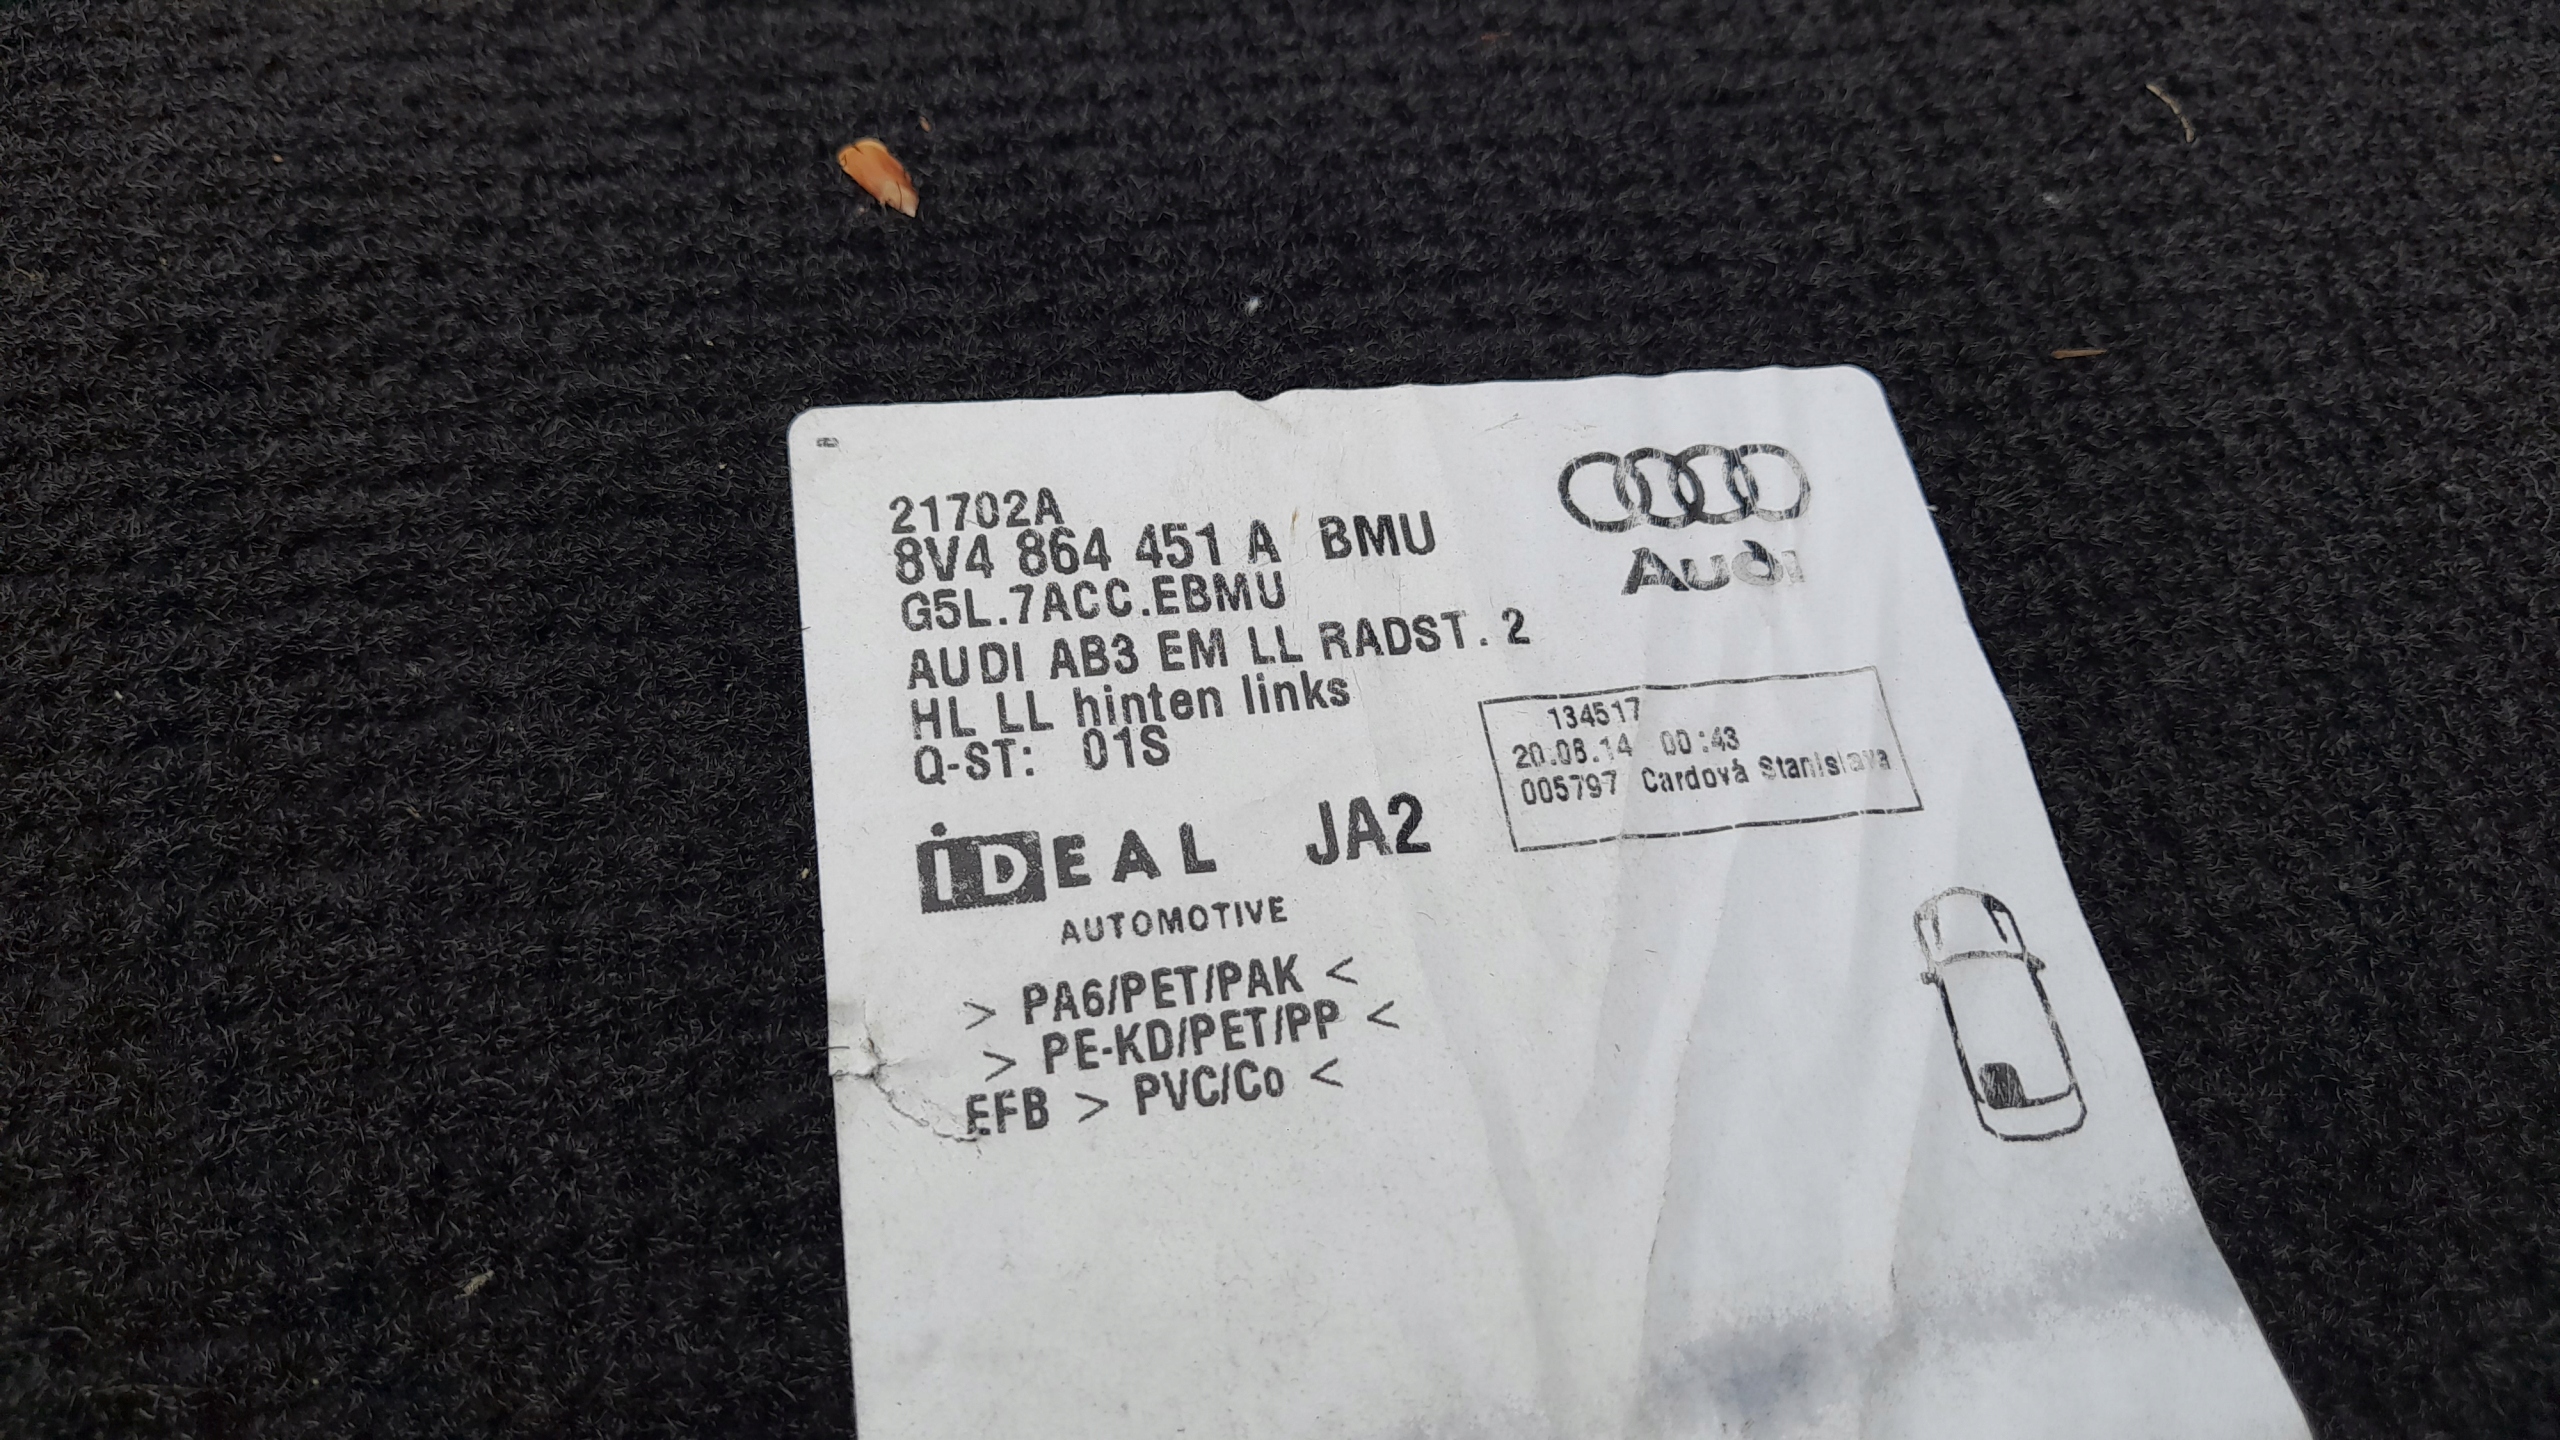 21702A
8V4 864 451 A BMU
G5L.7ACC.EBMU
AUDI AB3 EM LL RADST. 2
HL LL hinten links
Q-ST: 01S
Audi
134517
20.08.14 00:43
005797 Cardová Stanislava
iDEAL JA2
AUTOMOTIVE
> PA6/PET/PAK <
> PE-KD/PET/PP <
EFB > PVC/Co <